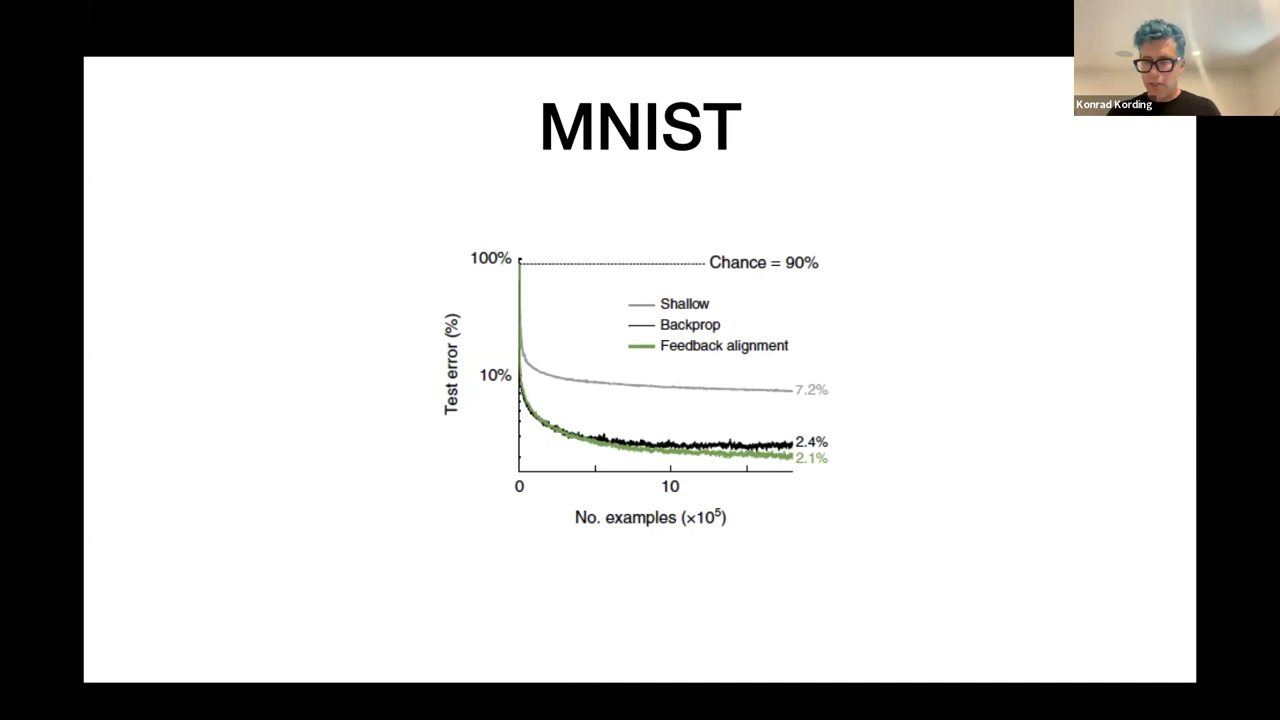 Konrad Kording
MNIST
100%
Chance = 90%
Shallow
Backprop
Feedback alignment
Test error (%)
10%
7.2%
2.4%
2.1%
0
10
No. examples (×10⁵)